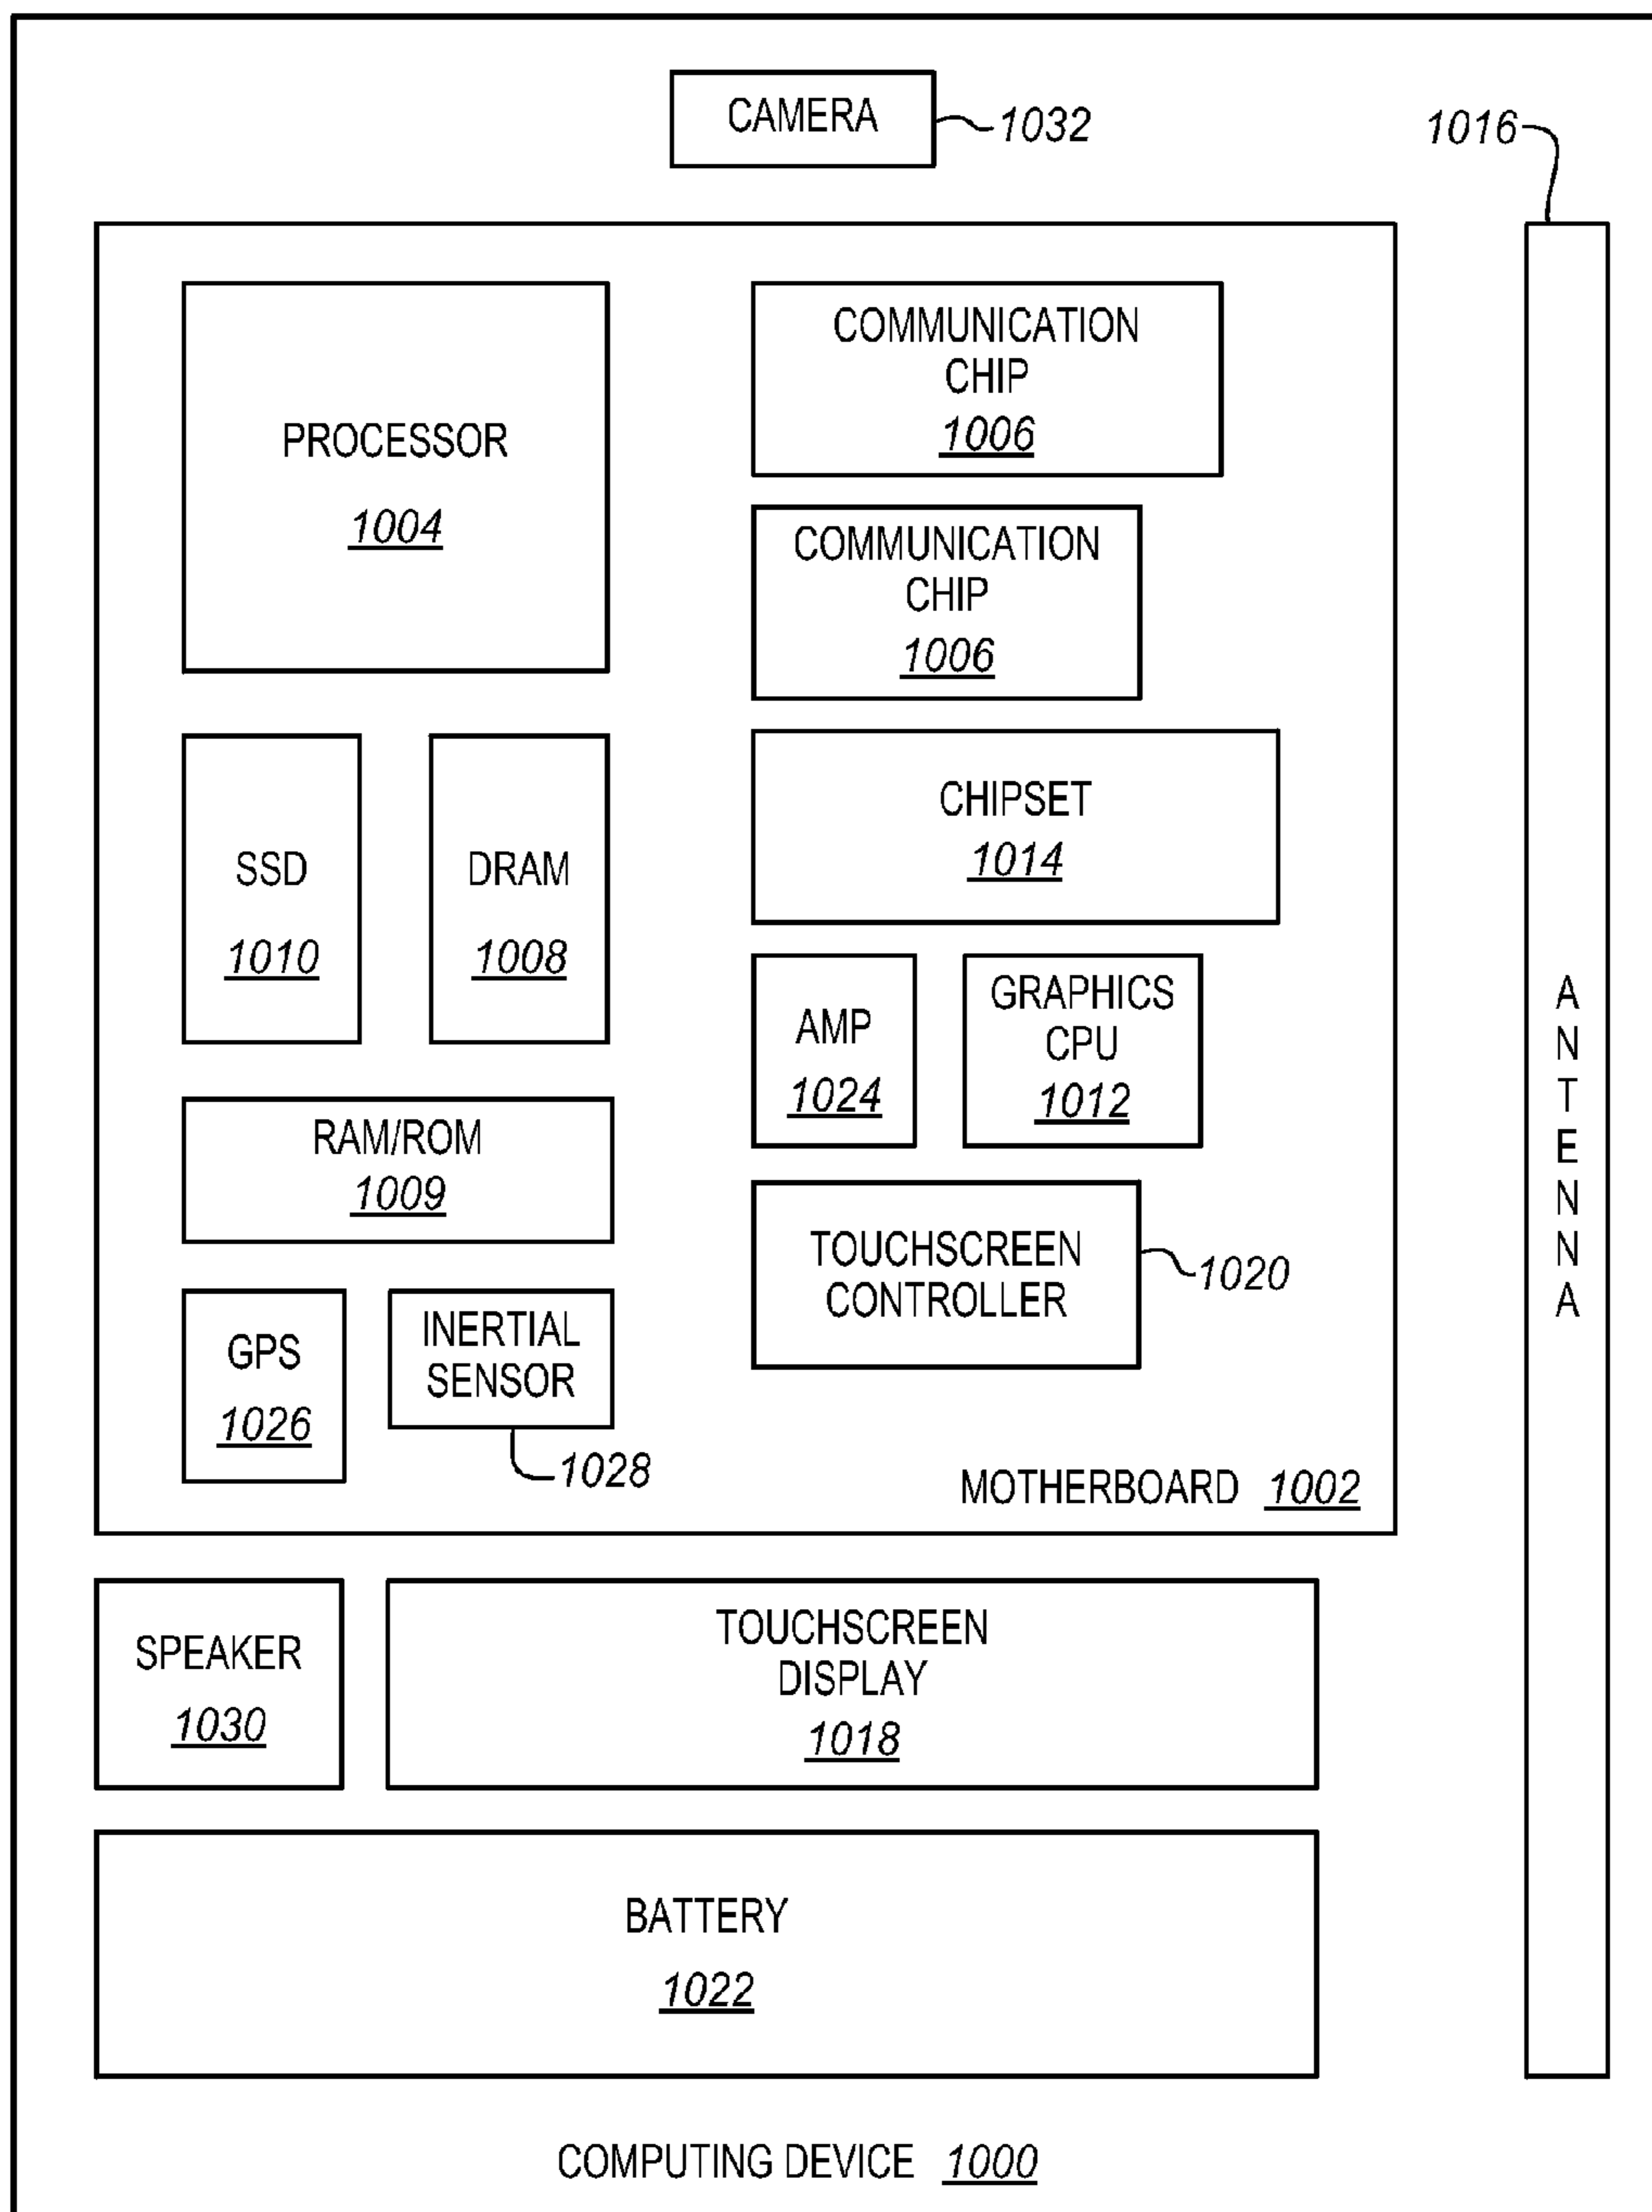 CAMERA
1032
1016
PROCESSOR
1004
COMMUNICATION
CHIP
1006
COMMUNICATION
CHIP
1006
SSD
1010
DRAM
1008
CHIPSET
1014
AMP
1024
GRAPHICS
CPU
1012
RAM/ROM
1009
TOUCHSCREEN
CONTROLLER
1020
GPS
1026
INERTIAL
SENSOR
1028
MOTHERBOARD 1002
ANTENNA
SPEAKER
1030
TOUCHSCREEN
DISPLAY
1018
BATTERY
1022
COMPUTING DEVICE 1000